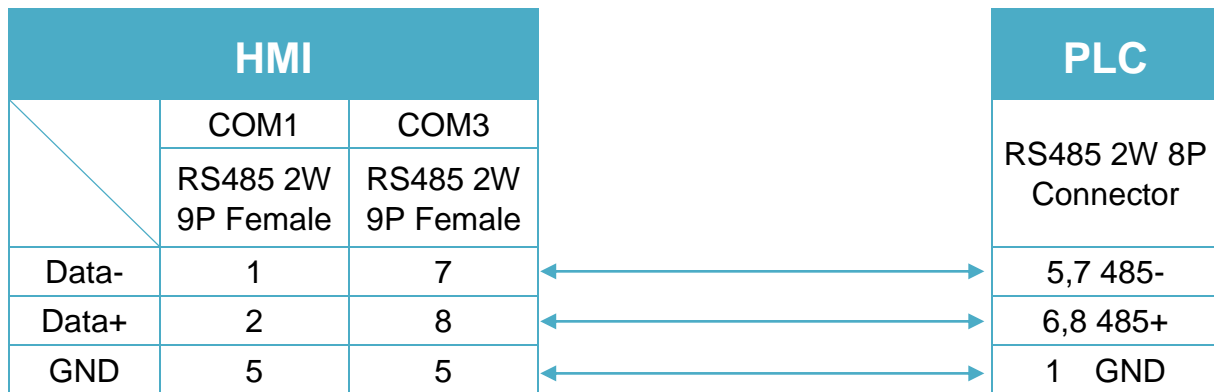 HMI PLC
COM1 COM3
RS485 2W 9P Female RS485 2W 9P Female RS485 2W 8P Connector
Data- 1 7 5,7 485-
Data+ 2 8 6,8 485+
GND 5 5 1 GND